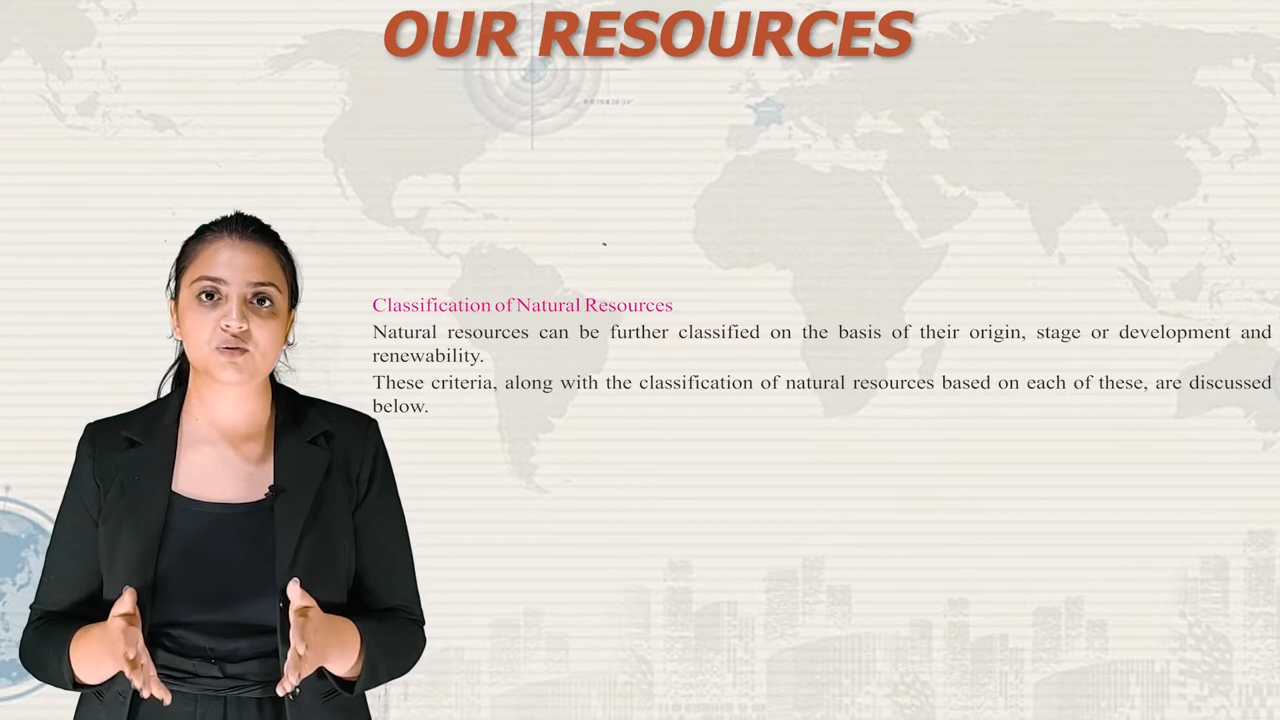 OUR RESOURCES
Classification of Natural Resources
Natural resources can be further classified on the basis of their origin, stage or development and
renewability.
These criteria, along with the classification of natural resources based on each of these, are discussed
below.